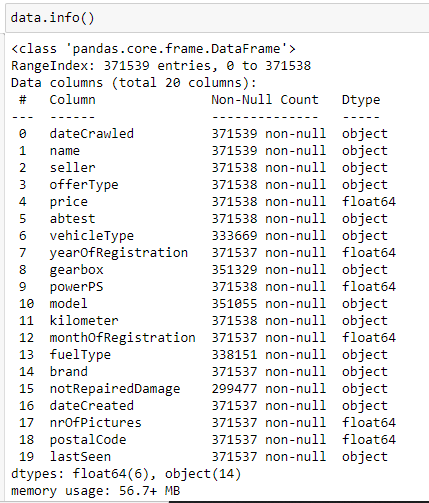 data.info()
<class 'pandas.core.frame.DataFrame'>
RangeIndex: 371539 entries, 0 to 371538
Data columns (total 20 columns):
 #   Column               Non-Null Count   Dtype
---  ------               --------------   -----
 0   dateCrawled          371539 non-null  object
 1   name                 371539 non-null  object
 2   seller               371538 non-null  object
 3   offerType            371538 non-null  object
 4   price                371538 non-null  float64
 5   abtest               371538 non-null  object
 6   vehicleType          333669 non-null  object
 7   yearOfRegistration   371537 non-null  float64
 8   gearbox              351329 non-null  object
 9   powerPS              371538 non-null  float64
 10  model                351055 non-null  object
 11  kilometer            371538 non-null  object
 12  monthOfRegistration  371537 non-null  float64
 13  fuelType             338151 non-null  object
 14  brand                371537 non-null  object
 15  notRepairedDamage    299477 non-null  object
 16  dateCreated          371537 non-null  object
 17  nrOfPictures         371537 non-null  float64
 18  postalCode           371537 non-null  float64
 19  lastSeen             371537 non-null  object
dtypes: float64(6), object(14)
memory usage: 56.7+ MB